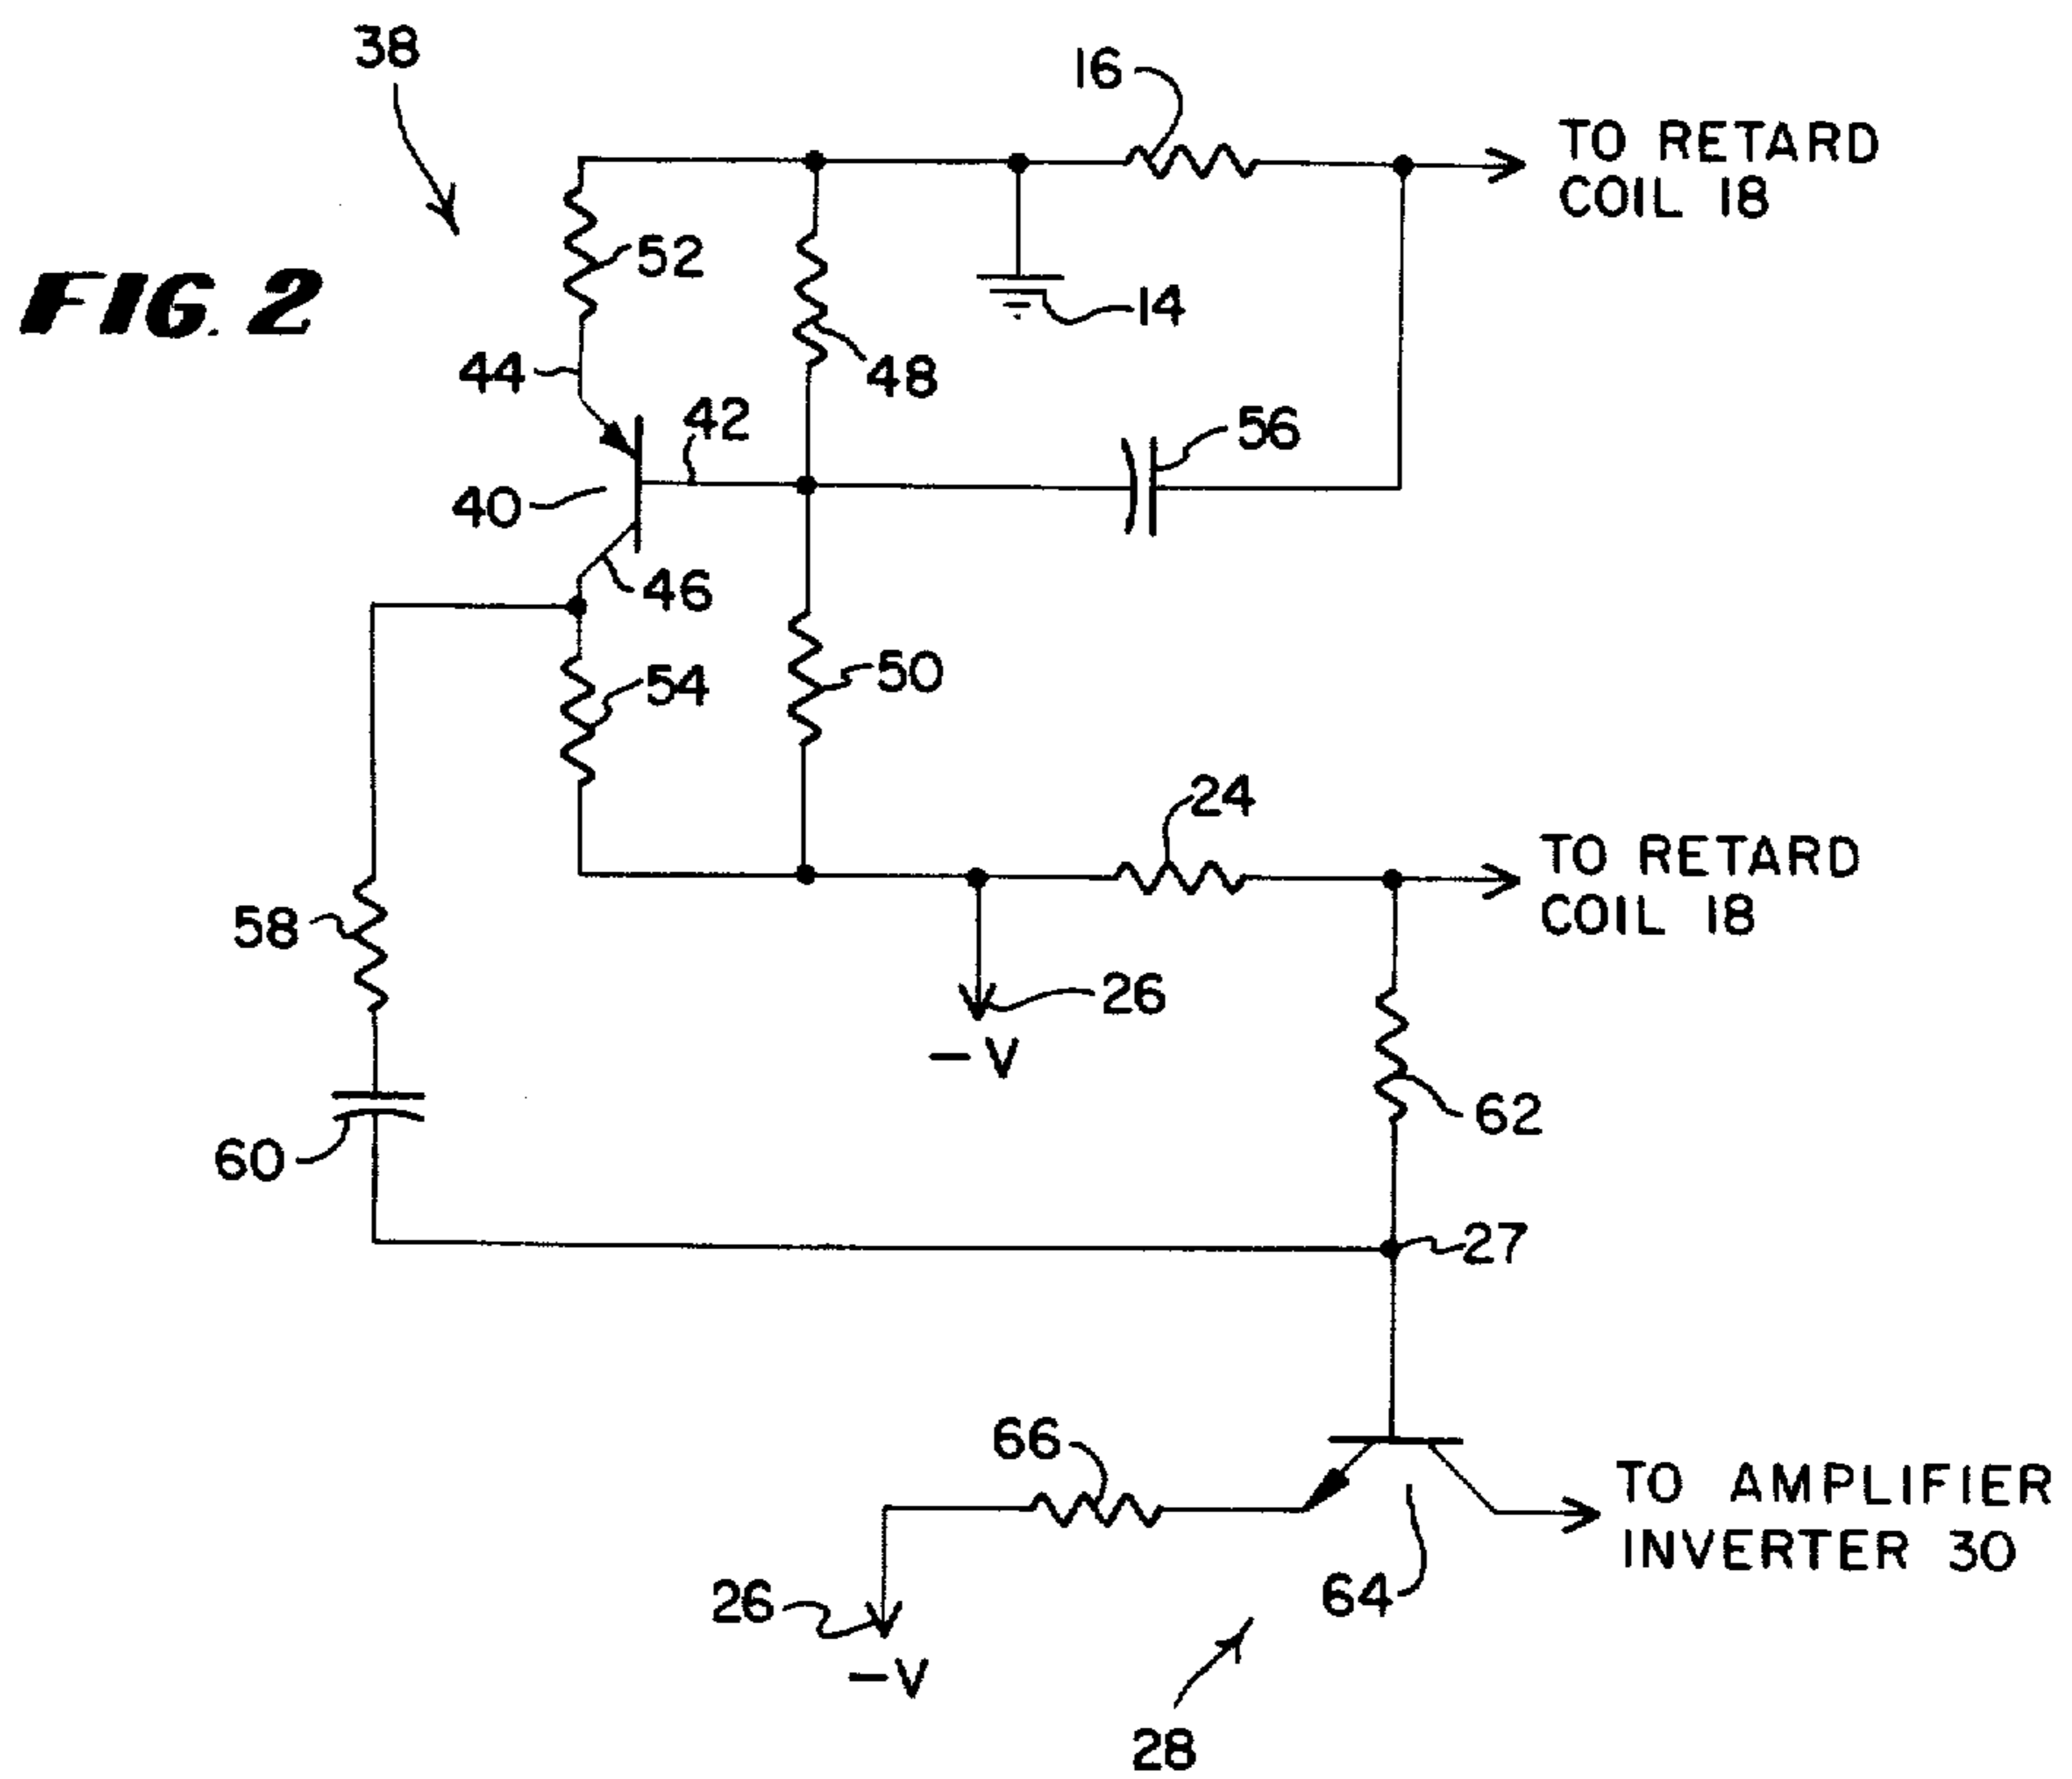 38
16
TO RETARD
COIL 18
52
FIG. 2
14
44
48
42
56
40
46
50
54
24
TO RETARD
COIL 18
58
26
-V
62
60
27
66
TO AMPLIFIER
INVERTER 30
64
26
-V
28